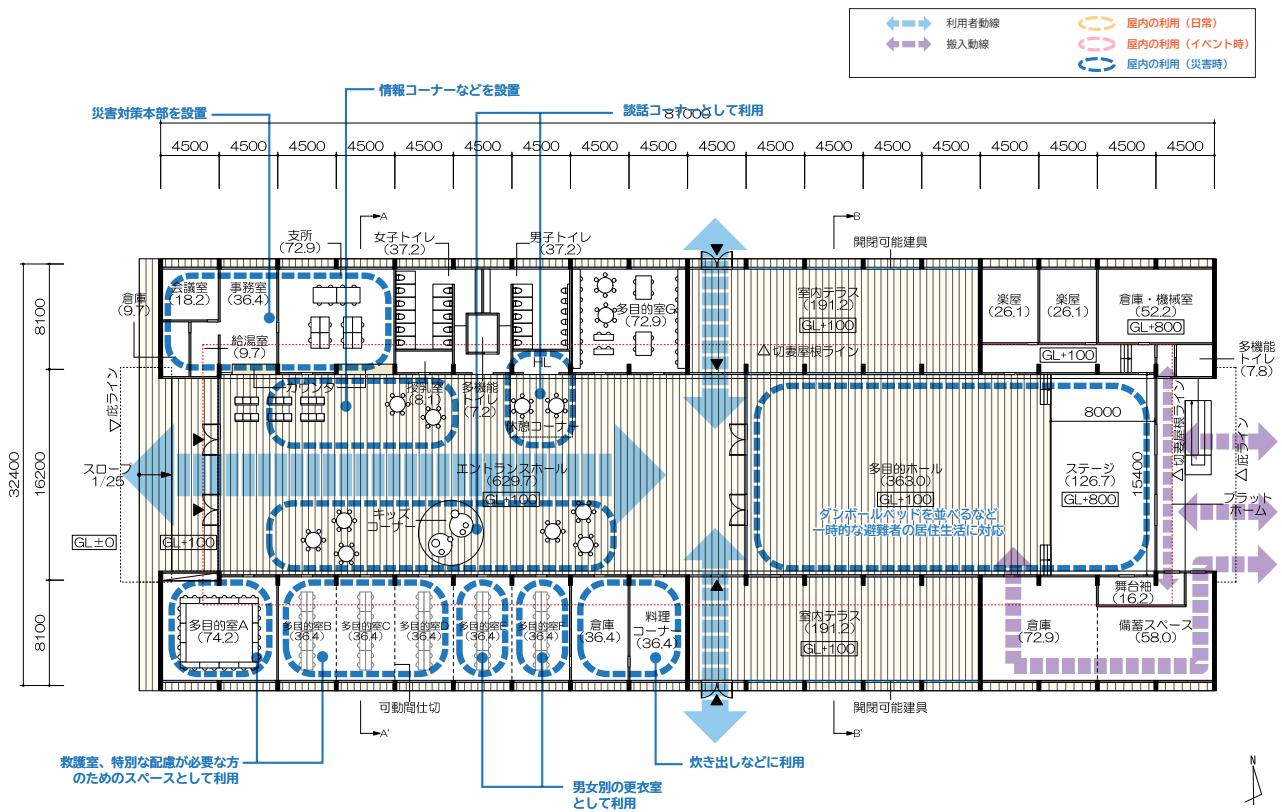 利用者動線
搬入動線
屋内の利用（日常）
屋内の利用（イベント時）
屋内の利用（災害時）
災害対策本部を設置
情報コーナーなどを設置
談話コーナーとして利用
81000
4500 4500 4500 4500 4500 4500 4500 4500 4500 4500 4500 4500 4500 4500 4500 4500 4500 4500
A
B
支所
(72.9)
女子トイレ
(37.2)
男子トイレ
(37.2)
開閉可能建具
倉庫
(9.7)
会議室
(18.2)
事務室
(36.4)
給湯室
(9.7)
多目的室G
(72.9)
室内テラス
(191.2)
GL+100
△切妻屋根ライン
楽屋
(26.1)
楽屋
(26.1)
倉庫・機械室
(52.2)
GL+800
GL+100
多機能
トイレ
(7.8)
カウンター
授乳室
(8.1)
多機能
トイレ
(7.2)
HL
休憩コーナー
▽庇ライン
8100
16200
8100
32400
スロープ
1/25
GL±0
GL+100
エントランスホール
(629.7)
GL+100
キッズ
コーナー
多目的ホール
(363.0)
GL+100
ダンボールベッドを並べるなど
一時的な避難者の居住生活に対応
ステージ
(126.7)
GL+800
8000
15400
△切妻屋根ライン
△庇ライン
プラット
ホーム
多目的室A
(74.2)
多目的室B
(36.4)
多目的室C
(36.4)
多目的室D
(36.4)
多目的室E
(36.4)
多目的室F
(36.4)
倉庫
(36.4)
料理
コーナー
(36.4)
室内テラス
(191.2)
GL+100
倉庫
(72.9)
舞台袖
(16.2)
備蓄スペース
(58.0)
可動間仕切
開閉可能建具
A'
B'
救護室、特別な配慮が必要な方
のためのスペースとして利用
男女別の更衣室
として利用
炊き出しなどに利用
N